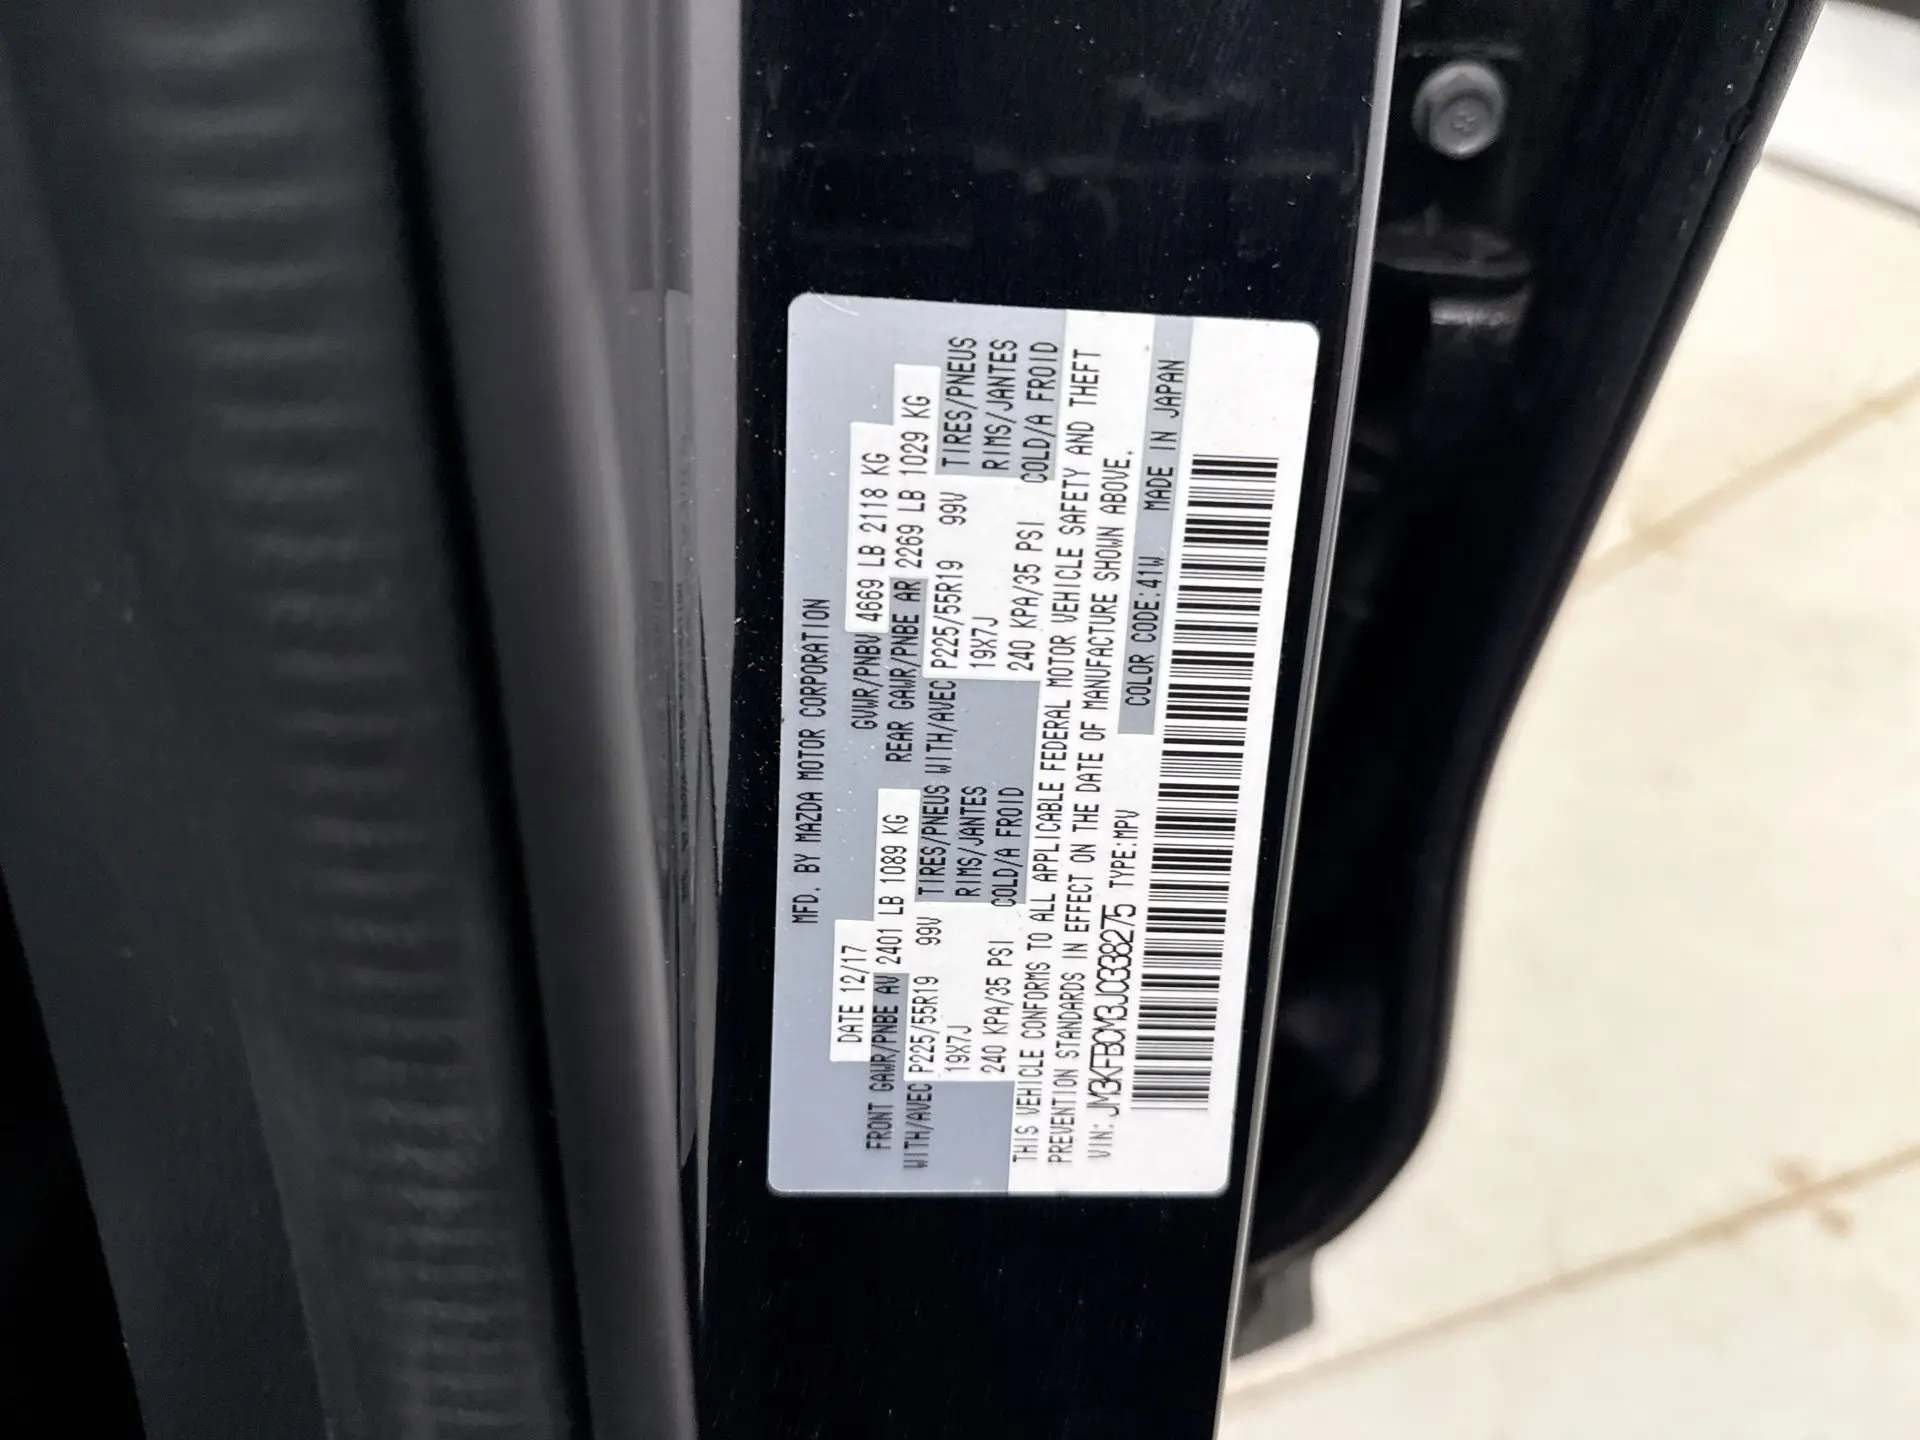 MFD. BY MAZDA MOTOR CORPORATION
DATE 12/17 GVWR/PNBV 4669 LB 2118 KG
FRONT GAWR/PNBE AV 2401 LB 1089 KG REAR GAWR/PNBE AR 2269 LB 1029 KG
WITH/AVEC P225/55R19 99V TIRES/PNEUS WITH/AVEC P225/55R19 99V TIRES/PNEUS
19X7J RIMS/JANTES 19X7J RIMS/JANTES
240 KPA/35 PSI COLD/A FROID 240 KPA/35 PSI COLD/A FROID
THIS VEHICLE CONFORMS TO ALL APPLICABLE FEDERAL MOTOR VEHICLE SAFETY AND THEFT
PREVENTION STANDARDS IN EFFECT ON THE DATE OF MANUFACTURE SHOWN ABOVE.
VIN: JM3KFBCM3J0338275 TYPE:MPV COLOR CODE:41W MADE IN JAPAN